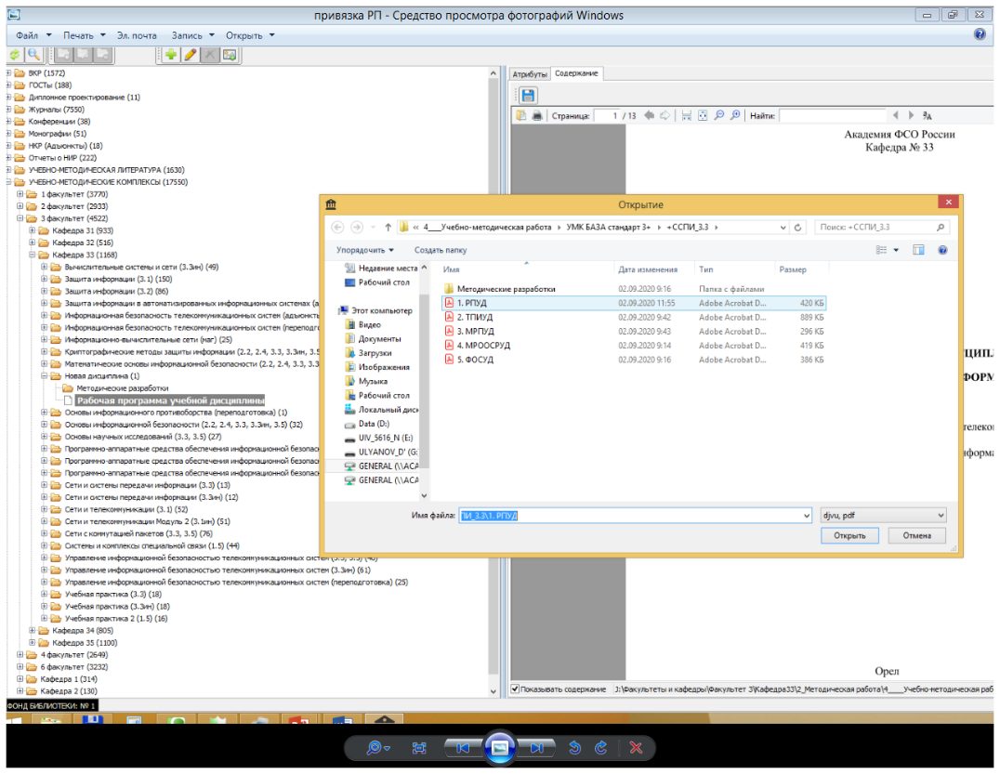 привязка РП - Средство просмотра фотографий Windows
Файл Печать Эл. почта Запись Открыть
ВКР (1572)
ГОСТы (188)
Дипломное проектирование (11)
Журналы (7550)
Конференции (38)
Монографии (51)
НКР (Адъюнкты) (18)
Отчеты о НИР (222)
УЧЕБНО-МЕТОДИЧЕСКАЯ ЛИТЕРАТУРА (1630)
УЧЕБНО-МЕТОДИЧЕСКИЕ КОМПЛЕКСЫ (17550)
1 факультет (3770)
2 факультет (2933)
3 факультет (4522)
Кафедра 31 (933)
Кафедра 32 (516)
Кафедра 33 (1168)
Вычислительные системы и сети (3.3ин) (49)
Защита информации (3.1) (150)
Защита информации (3.2) (86)
Защита информации в автоматизированных информационных системах (а
Информационная безопасность телекоммуникационных систем (адъюнкть
Информационная безопасность телекоммуникационных систем (переподго
Информационно-вычислительные сети (маг) (25)
Криптографические методы защиты информации (2.2, 2.4, 3.3, 3.3ин, 3.5
Математические основы информационной безопасности (2.2, 2.4, 3.3, 3.3
Новая дисциплина (1)
Методические разработки
Рабочая программа учебной дисциплины
Основы информационного противоборства (переподготовка) (1)
Основы информационной безопасности (2.2, 2.4, 3.3, 3.3ин, 3.5) (32)
Основы научных исследований (3.3, 3.5) (27)
Программно-аппаратные средства обеспечения информационной безопас
Программно-аппаратные средства обеспечения информационной безопас
Программно-аппаратные средства обеспечения информационной безопас
Сети и системы передачи информации (3.3) (13)
Сети и системы передачи информации (3.3ин) (12)
Сети и телекоммуникации (3.1) (52)
Сети и телекоммуникации Модуль 2 (3.1ин) (51)
Сети с коммутацией пакетов (3.3, 3.5) (76)
Системы и комплексы специальной связи (1.5) (44)
Управление информационной безопасностью телекоммуникационных систем (3.3, 3.5) (40)
Управление информационной безопасностью телекоммуникационных систем (3.3ин) (61)
Управление информационной безопасностью телекоммуникационных систем (переподготовка) (25)
Учебная практика (3.3) (18)
Учебная практика (3.3ин) (18)
Учебная практика 2 (1.5) (16)
Кафедра 34 (805)
Кафедра 35 (1100)
4 факультет (2649)
6 факультет (3232)
Кафедра 1 (314)
Кафедра 2 (130)
ФОНД БИБЛИОТЕКИ: № 1
Атрибуты Содержание
Страница: 1 / 13 Найти:
Академия ФСО России
Кафедра № 33
Открытие
« 4___Учебно-методическая работа УМК БАЗА стандарт 3+ +ССПИ_3.3
Поиск: +ССПИ_3.3
Упорядочить Создать папку
Недавние места
Рабочий стол
Этот компьютер
Видео
Документы
Загрузки
Изображения
Музыка
Рабочий стол
Локальный диск
Data (D:)
UIV_5616_N (E:)
ULYANOV_D' (G:
GENERAL (\\ACA
GENERAL (\\ACA
Имя Дата изменения Тип Размер
Методические разработки 02.09.2020 9:16 Папка с файлами
1. РПУД 02.09.2020 11:55 Adobe Acrobat D... 420 КБ
2. ТПИУД 02.09.2020 9:42 Adobe Acrobat D... 889 КБ
3. МРПУД 02.09.2020 9:43 Adobe Acrobat D... 296 КБ
4. МРООСРУД 02.09.2020 9:14 Adobe Acrobat D... 419 КБ
5. ФОСУД 02.09.2020 9:16 Adobe Acrobat D... 386 КБ
Имя файла: ПИ_3.3\1. РПУД djvu, pdf
Открыть Отмена
ЦИПЛ
ФОРМ
телеко
нформа
Орел
Показывать содержание J:\Факультеты и кафедры\Факультет 3\Кафедра33\2_Методическая работа\4____Учебно-методическая раб